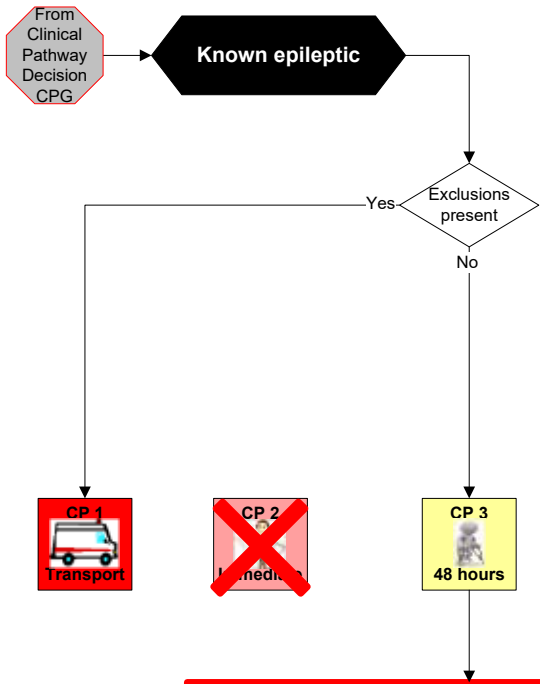 From
Clinical
Pathway
Decision
CPG
Known epileptic
Exclusions
present
Yes
No
CP 1
Transport
CP 2
CP 3
48 hours